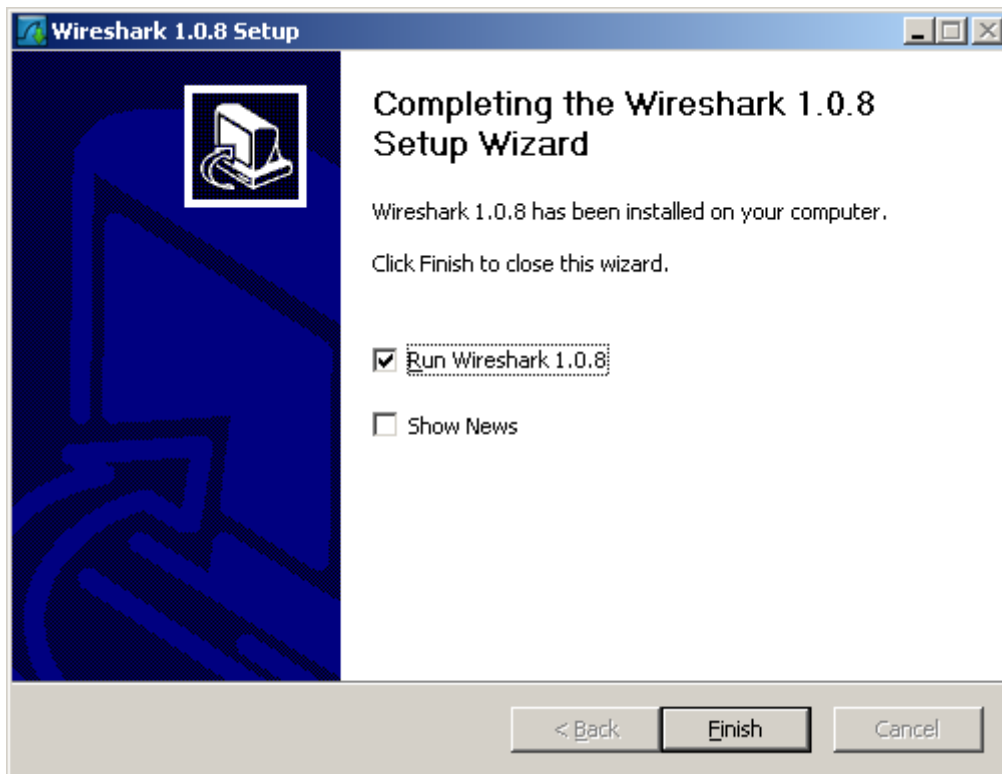 Wireshark 1.0.8 Setup
Completing the Wireshark 1.0.8
Setup Wizard
Wireshark 1.0.8 has been installed on your computer.
Click Finish to close this wizard.
Run Wireshark 1.0.8
Show News
< Back Finish Cancel